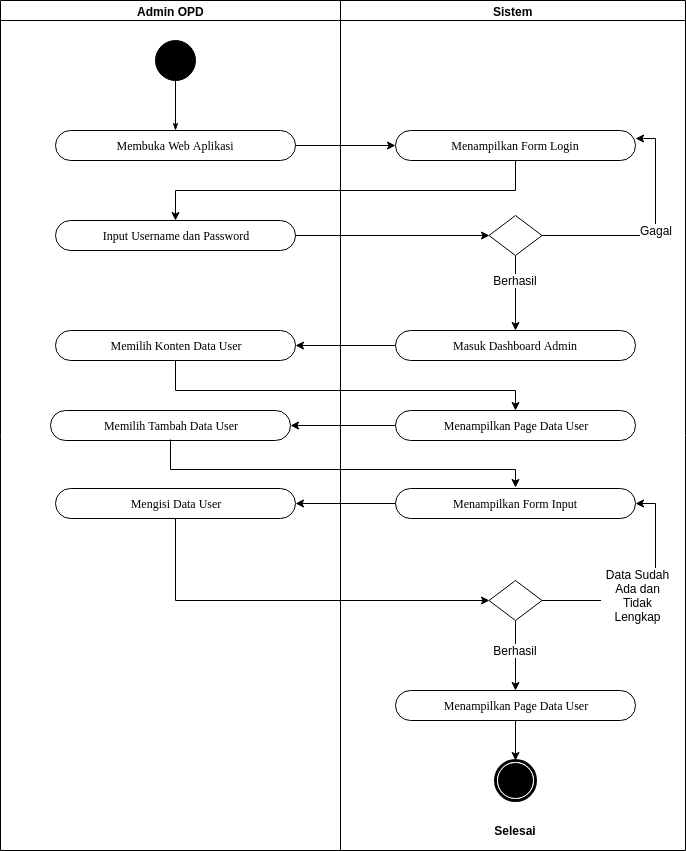 Admin OPD
Sistem
Membuka Web Aplikasi
Menampilkan Form Login
Input Username dan Password
Gagal
Berhasil
Memilih Konten Data User
Masuk Dashboard Admin
Memilih Tambah Data User
Menampilkan Page Data User
Mengisi Data User
Menampilkan Form Input
Data Sudah
Ada dan
Tidak
Lengkap
Berhasil
Menampilkan Page Data User
Selesai